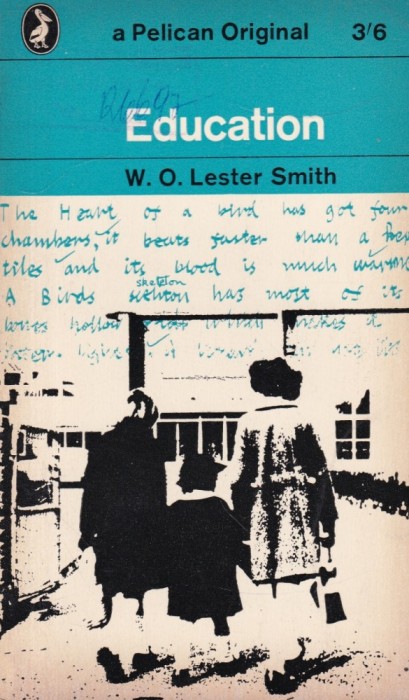 a Pelican Original 3'6
Education
W. O. Lester Smith
The Heart of a bird has got four
chambers, it beats faster than a
tiles and its blood is much
skeleton
A Birds has most of its
hollow